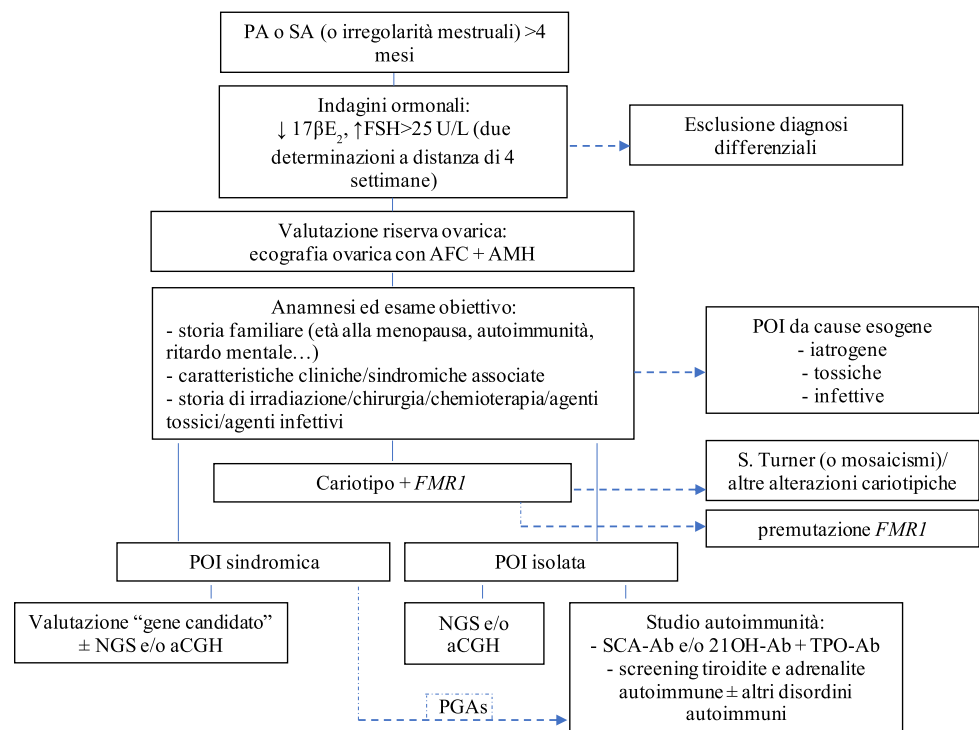 PA o SA (o irregolarità mestruali) >4
mesi
Indagini ormonali:
↓ 17βE₂, ↑FSH>25 U/L (due
determinazioni a distanza di 4
settimane)
Esclusione diagnosi
differenziali
Valutazione riserva ovarica:
ecografia ovarica con AFC + AMH
Anamnesi ed esame obiettivo:
- storia familiare (età alla menopausa, autoimmunità,
ritardo mentale…)
- caratteristiche cliniche/sindromiche associate
- storia di irradiazione/chirurgia/chemioterapia/agenti
tossici/agenti infettivi
POI da cause esogene
- iatrogene
- tossiche
- infettive
Cariotipo + FMR1
S. Turner (o mosaicismi)/
altre alterazioni cariotipiche
premutazione FMR1
POI sindromica
POI isolata
Valutazione “gene candidato”
± NGS e/o aCGH
NGS e/o
aCGH
Studio autoimmunità:
- SCA-Ab e/o 21OH-Ab + TPO-Ab
- screening tiroidite e adrenalite
autoimmune ± altri disordini
autoimmuni
PGAs